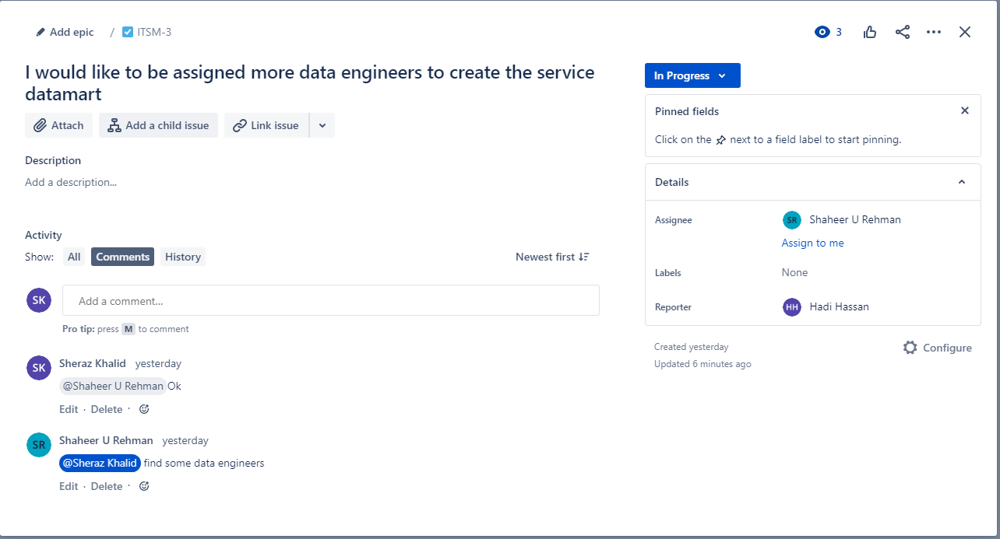 Add epic / ITSM-3
3
I would like to be assigned more data engineers to create the service
datamart
Attach Add a child issue Link issue
Description
Add a description...
Activity
Show: All Comments History Newest first
SK Add a comment...
Pro tip: press M to comment
SK Sheraz Khalid yesterday
@Shaheer U Rehman Ok
Edit · Delete ·
SR Shaheer U Rehman yesterday
@Sheraz Khalid find some data engineers
Edit · Delete ·
In Progress
Pinned fields
Click on the next to a field label to start pinning.
Details
Assignee SR Shaheer U Rehman
Assign to me
Labels None
Reporter HH Hadi Hassan
Created yesterday
Updated 6 minutes ago
Configure